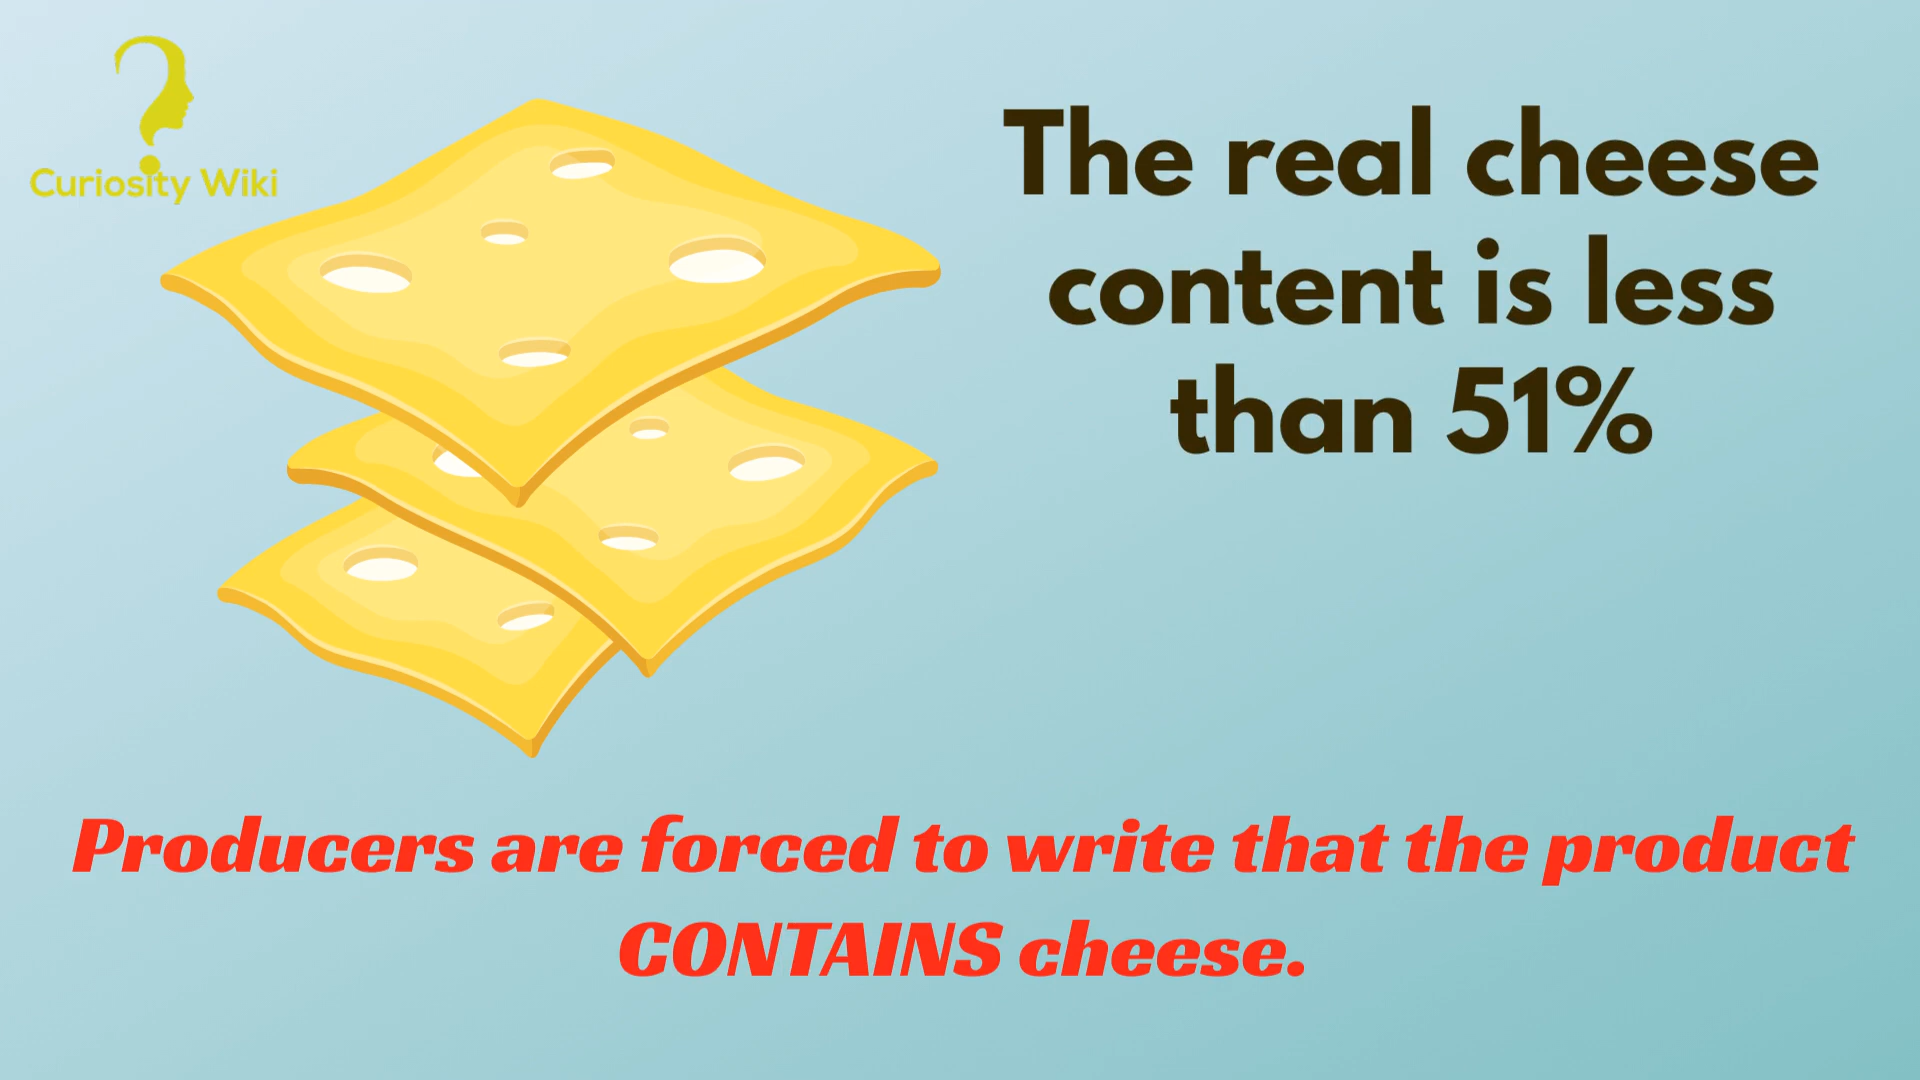 Curiosity Wiki
The real cheese
content is less
than 51%
Producers are forced to write that the product
CONTAINS cheese.